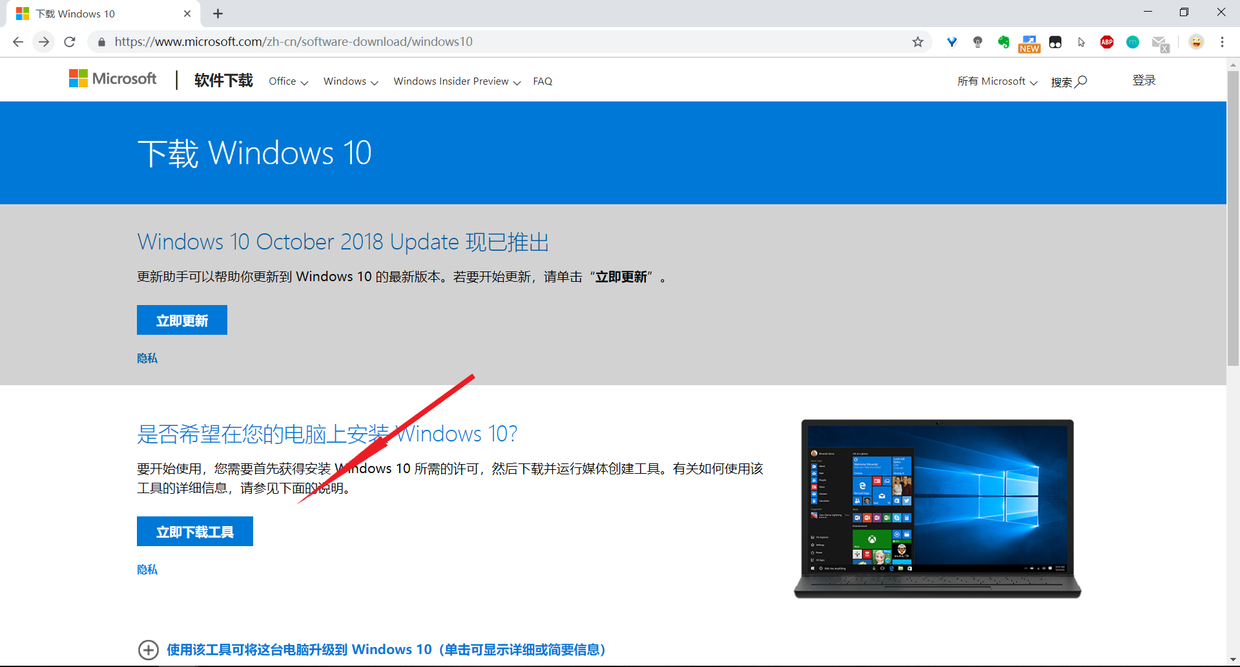 下载 Windows 10
https://www.microsoft.com/zh-cn/software-download/windows10
NEW
ABP
Microsoft
软件下载
Office
Windows
Windows Insider Preview
FAQ
所有 Microsoft
搜索
登录
下载 Windows 10
Windows 10 October 2018 Update 现已推出
更新助手可以帮助你更新到 Windows 10 的最新版本。若要开始更新，请单击“立即更新”。
立即更新
隐私
是否希望在您的电脑上安装 Windows 10?
要开始使用，您需要首先获得安装 Windows 10 所需的许可，然后下载并运行媒体创建工具。有关如何使用该
工具的详细信息，请参见下面的说明。
立即下载工具
隐私
使用该工具可将这台电脑升级到 Windows 10（单击可显示详细或简要信息）